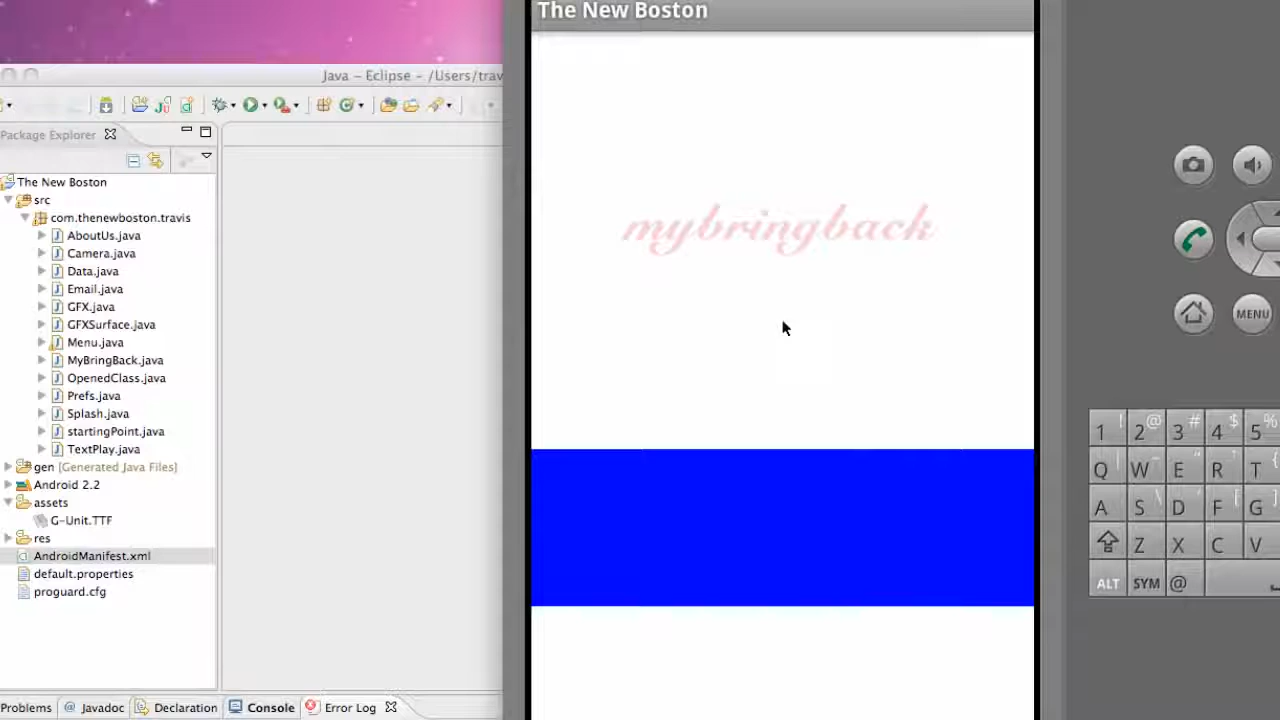 The New Boston
Java – Eclipse – /Users/trav
Package Explorer
The New Boston
src
com.thenewboston.travis
AboutUs.java
Camera.java
Data.java
Email.java
GFX.java
GFXSurface.java
Menu.java
MyBringBack.java
OpenedClass.java
Prefs.java
Splash.java
startingPoint.java
TextPlay.java
gen [Generated Java Files]
Android 2.2
assets
G-Unit.TTF
res
AndroidManifest.xml
default.properties
proguard.cfg
Problems
@ Javadoc
Declaration
Console
Error Log
mybringback
MENU
1 ! 2 @ 3 # 4 $ 5 %
Q | W ~ E " R ` T {
A S \ D ' F [ G ]
Z X C V
ALT SYM @